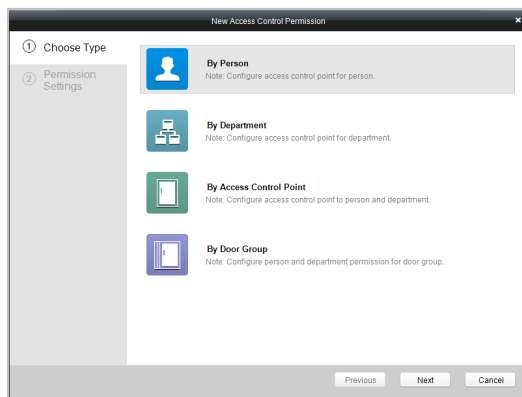 New Access Control Permission
×
1 Choose Type
2 Permission
Settings
By Person
Note: Configure access control point for person.
By Department
Note: Configure access control point for department.
By Access Control Point
Note: Configure access control point to person and department.
By Door Group
Note: Configure person and department permission for door group.
Previous
Next
Cancel